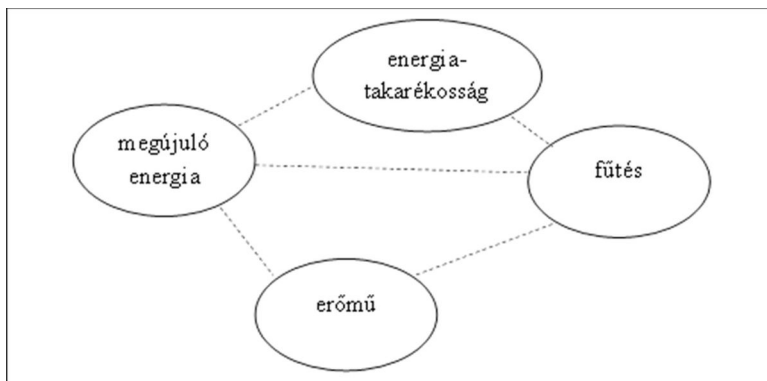 energia-
takarékosság
megújuló
energia
fűtés
erőmű